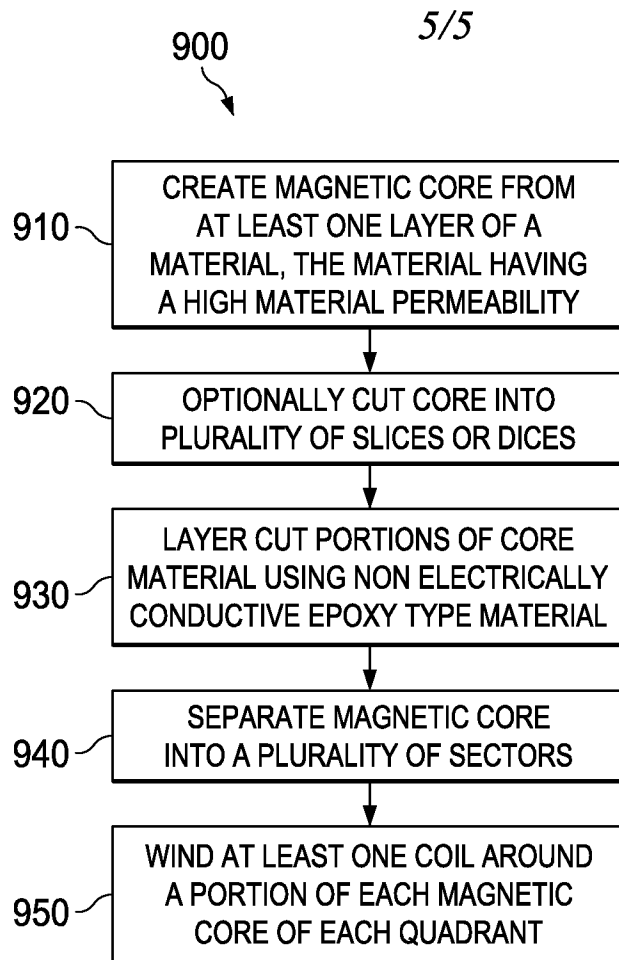 5/5
900
910
CREATE MAGNETIC CORE FROM
AT LEAST ONE LAYER OF A
MATERIAL, THE MATERIAL HAVING
A HIGH MATERIAL PERMEABILITY
920
OPTIONALLY CUT CORE INTO
PLURALITY OF SLICES OR DICES
930
LAYER CUT PORTIONS OF CORE
MATERIAL USING NON ELECTRICALLY
CONDUCTIVE EPOXY TYPE MATERIAL
940
SEPARATE MAGNETIC CORE
INTO A PLURALITY OF SECTORS
950
WIND AT LEAST ONE COIL AROUND
A PORTION OF EACH MAGNETIC
CORE OF EACH QUADRANT